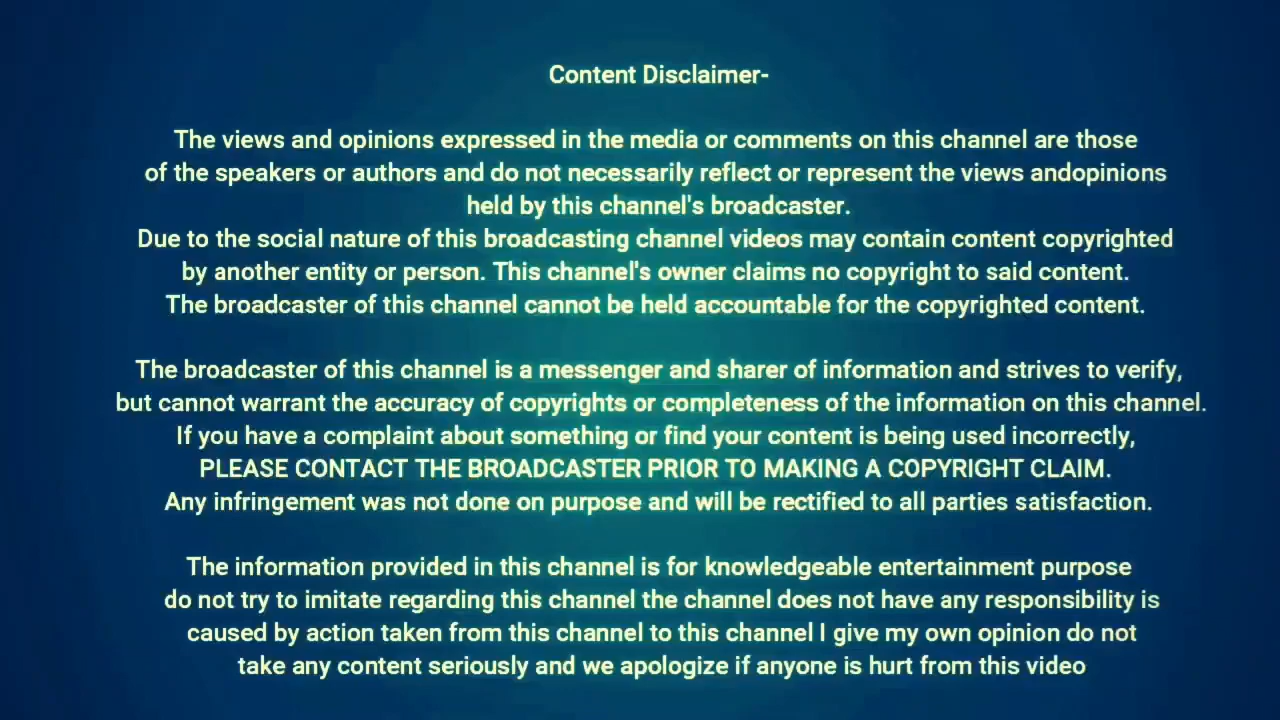 Content Disclaimer-
The views and opinions expressed in the media or comments on this channel are those
of the speakers or authors and do not necessarily reflect or represent the views andopinions
held by this channel's broadcaster.
Due to the social nature of this broadcasting channel videos may contain content copyrighted
by another entity or person. This channel's owner claims no copyright to said content.
The broadcaster of this channel cannot be held accountable for the copyrighted content.
The broadcaster of this channel is a messenger and sharer of information and strives to verify,
but cannot warrant the accuracy of copyrights or completeness of the information on this channel.
If you have a complaint about something or find your content is being used incorrectly,
PLEASE CONTACT THE BROADCASTER PRIOR TO MAKING A COPYRIGHT CLAIM.
Any infringement was not done on purpose and will be rectified to all parties satisfaction.
The information provided in this channel is for knowledgeable entertainment purpose
do not try to imitate regarding this channel the channel does not have any responsibility is
caused by action taken from this channel to this channel I give my own opinion do not
take any content seriously and we apologize if anyone is hurt from this video